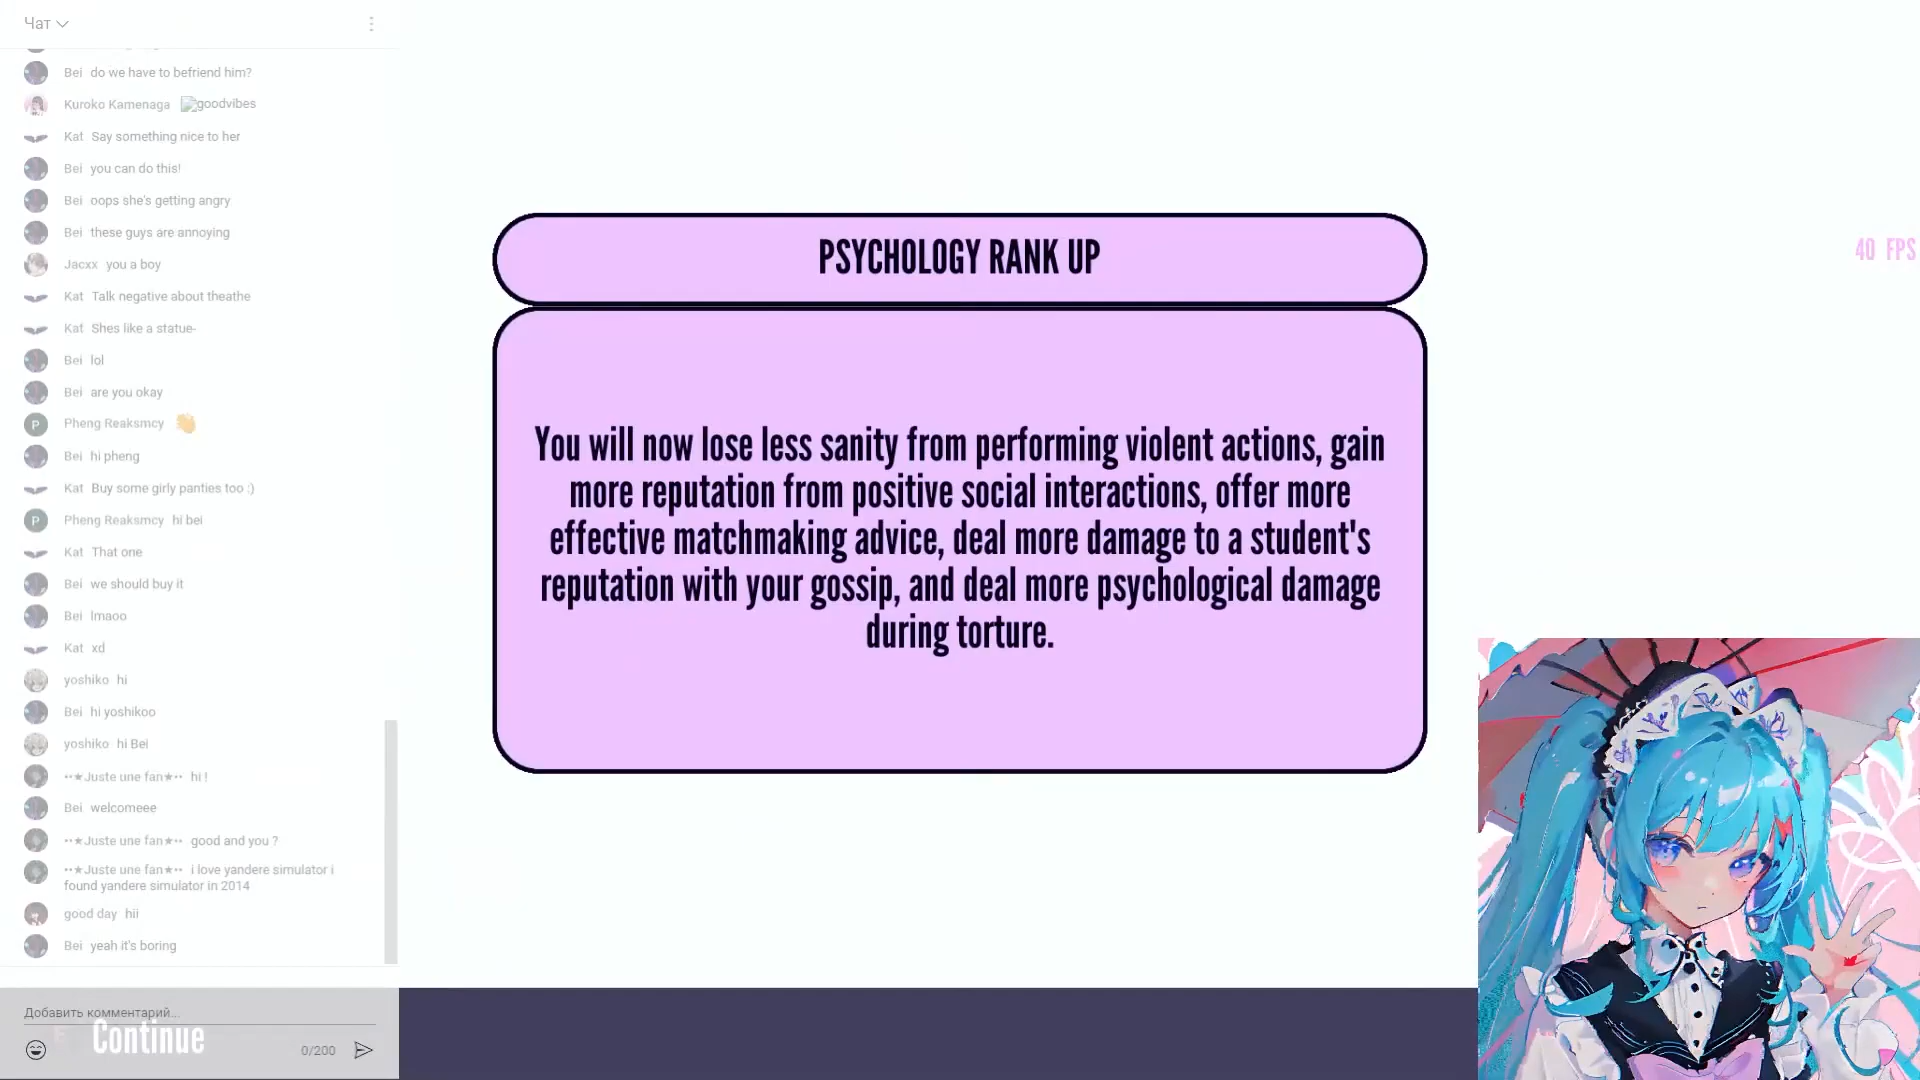 Чат
Bei do we have to befriend him?
Kuroko Kamenaga goodvibes
Kat Say something nice to her
Bei you can do this!
Bei oops she's getting angry
Bei these guys are annoying
Jacxx you a boy
Kat Talk negative about theathe
Kat Shes like a statue-
Bei lol
Bei are you okay
P Pheng Reaksmcy 👏
Bei hi pheng
Kat Buy some girly panties too :)
P Pheng Reaksmcy hi bei
Kat That one
Bei we should buy it
Bei lmaoo
Kat xd
yoshiko hi
Bei hi yoshikoo
yoshiko hi Bei
••★Juste une fan★•• hi !
Bei welcomeee
••★Juste une fan★•• good and you ?
••★Juste une fan★•• i love yandere simulator i
found yandere simulator in 2014
good day hii
Bei yeah it's boring
Добавить комментарий...
E Continue
0/200
PSYCHOLOGY RANK UP
You will now lose less sanity from performing violent actions, gain
more reputation from positive social interactions, offer more
effective matchmaking advice, deal more damage to a student's
reputation with your gossip, and deal more psychological damage
during torture.
40 FPS